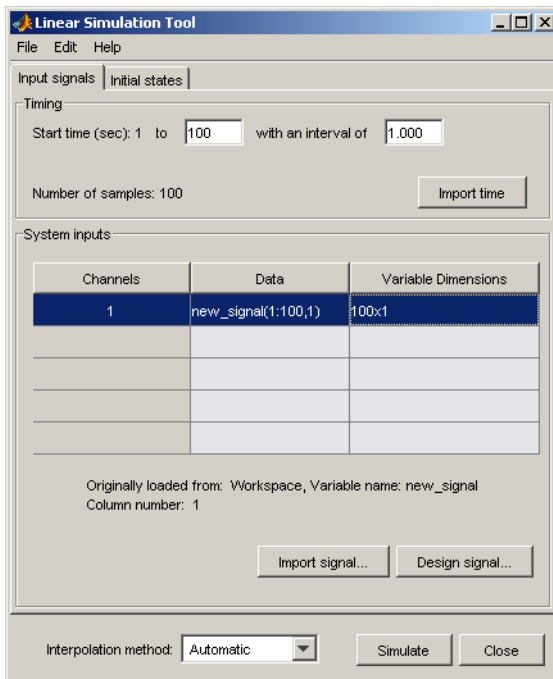 Linear Simulation Tool
File Edit Help
Input signals Initial states
Timing
Start time (sec): 1 to 100 with an interval of 1.000
Number of samples: 100 Import time
System inputs
Channels Data Variable Dimensions
1 new_signal(1:100,1) 100x1
Originally loaded from: Workspace, Variable name: new_signal
Column number: 1
Import signal... Design signal...
Interpolation method: Automatic Simulate Close